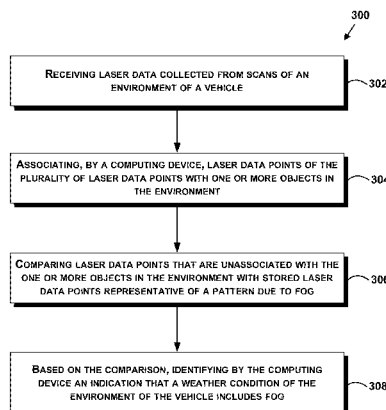 300
RECEIVING LASER DATA COLLECTED FROM SCANS OF AN
ENVIRONMENT OF A VEHICLE
302
ASSOCIATING, BY A COMPUTING DEVICE, LASER DATA POINTS OF THE
PLURALITY OF LASER DATA POINTS WITH ONE OR MORE OBJECTS IN
THE ENVIRONMENT
304
COMPARING LASER DATA POINTS THAT ARE UNASSOCIATED WITH THE
ONE OR MORE OBJECTS IN THE ENVIRONMENT WITH STORED LASER
DATA POINTS REPRESENTATIVE OF A PATTERN DUE TO FOG
306
BASED ON THE COMPARISON, IDENTIFYING BY THE COMPUTING
DEVICE AN INDICATION THAT A WEATHER CONDITION OF THE
ENVIRONMENT OF THE VEHICLE INCLUDES FOG
308